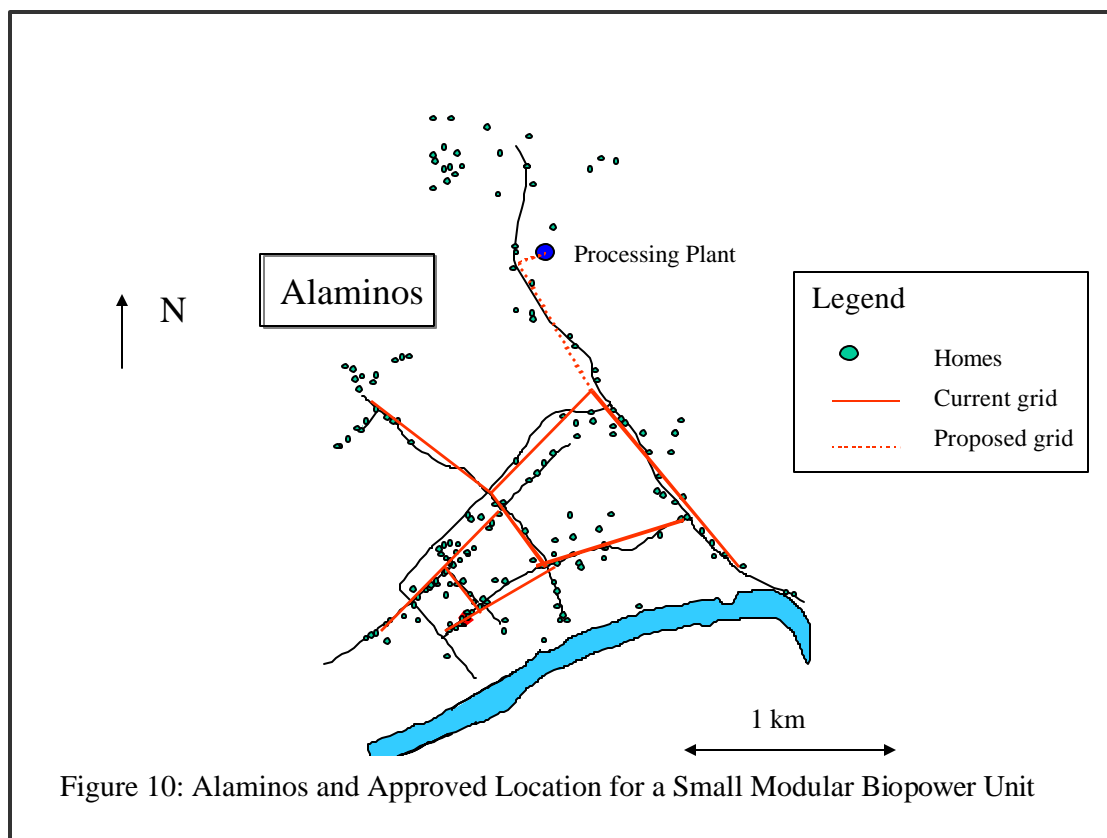 Processing Plant
Alaminos
N
Legend
Homes
Current grid
Proposed grid
1 km
Figure 10: Alaminos and Approved Location for a Small Modular Biopower Unit